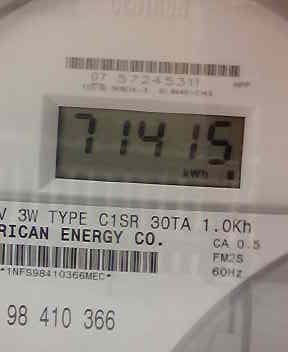 07 57245311
71415
kWh
V 3W TYPE C1SR 30TA 1.0Kh
RICAN ENERGY CO.
CA 0.5
FM2S
60Hz
*1NFS98410366MEC*
98 410 366